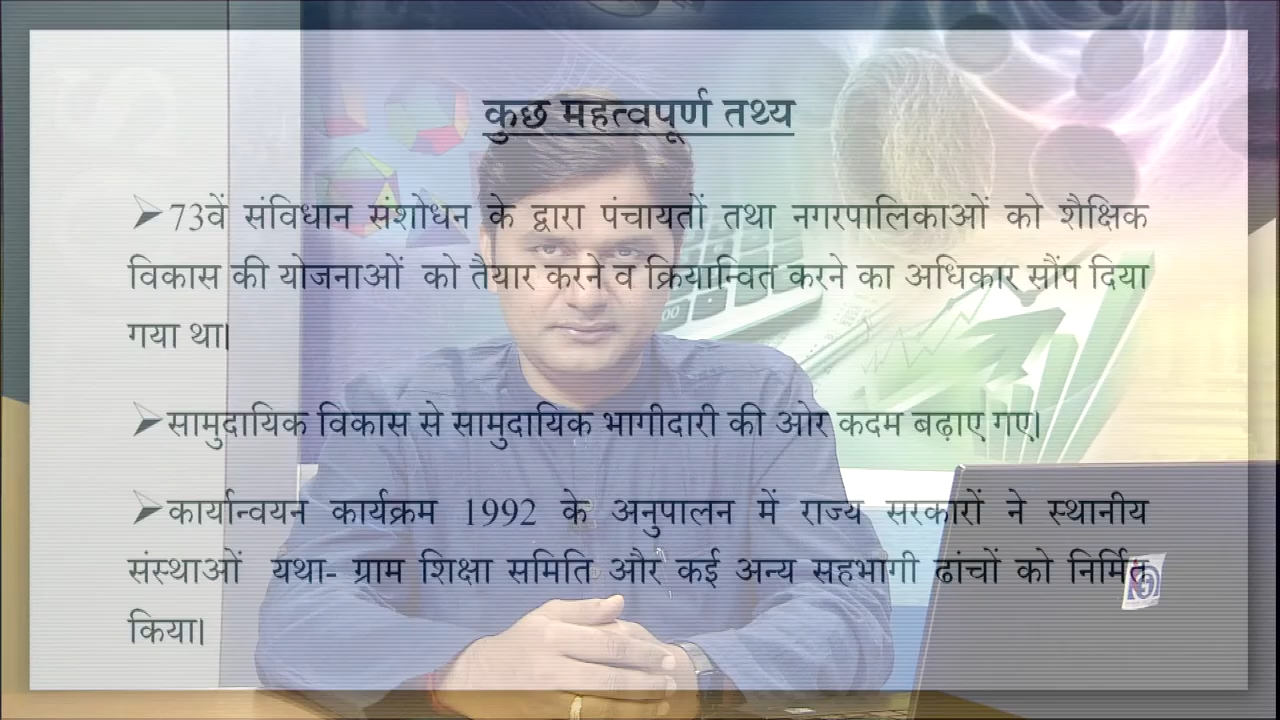 कुछ महत्वपूर्ण तथ्य
➢73वें संविधान संशोधन के द्वारा पंचायतों तथा नगरपालिकाओं को शैक्षिक
विकास की योजनाओं को तैयार करने व क्रियान्वित करने का अधिकार सौंप दिया
गया था।
➢सामुदायिक विकास से सामुदायिक भागीदारी की ओर कदम बढ़ाए गए।
➢कार्यान्वयन कार्यक्रम 1992 के अनुपालन में राज्य सरकारों ने स्थानीय
संस्थाओं यथा- ग्राम शिक्षा समिति और कई अन्य सहभागी ढांचों को निर्मित
किया।